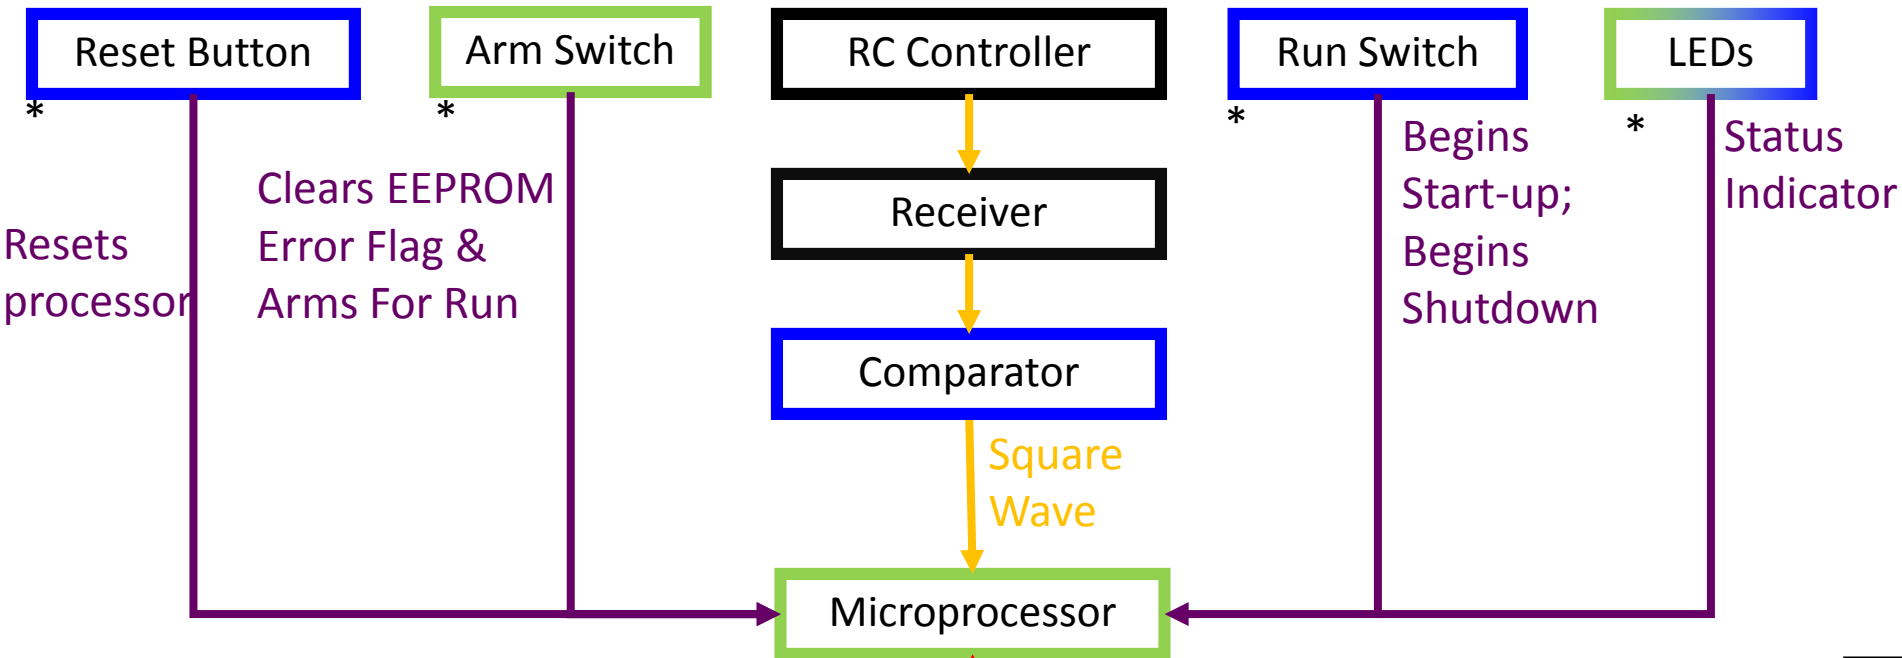 Reset Button
Arm Switch
RC Controller
Run Switch
LEDs
*
*
*
*
Resets
processor
Clears EEPROM
Error Flag &
Arms For Run
Receiver
Begins
Start-up;
Begins
Shutdown
Status
Indicator
Comparator
Square
Wave
Microprocessor